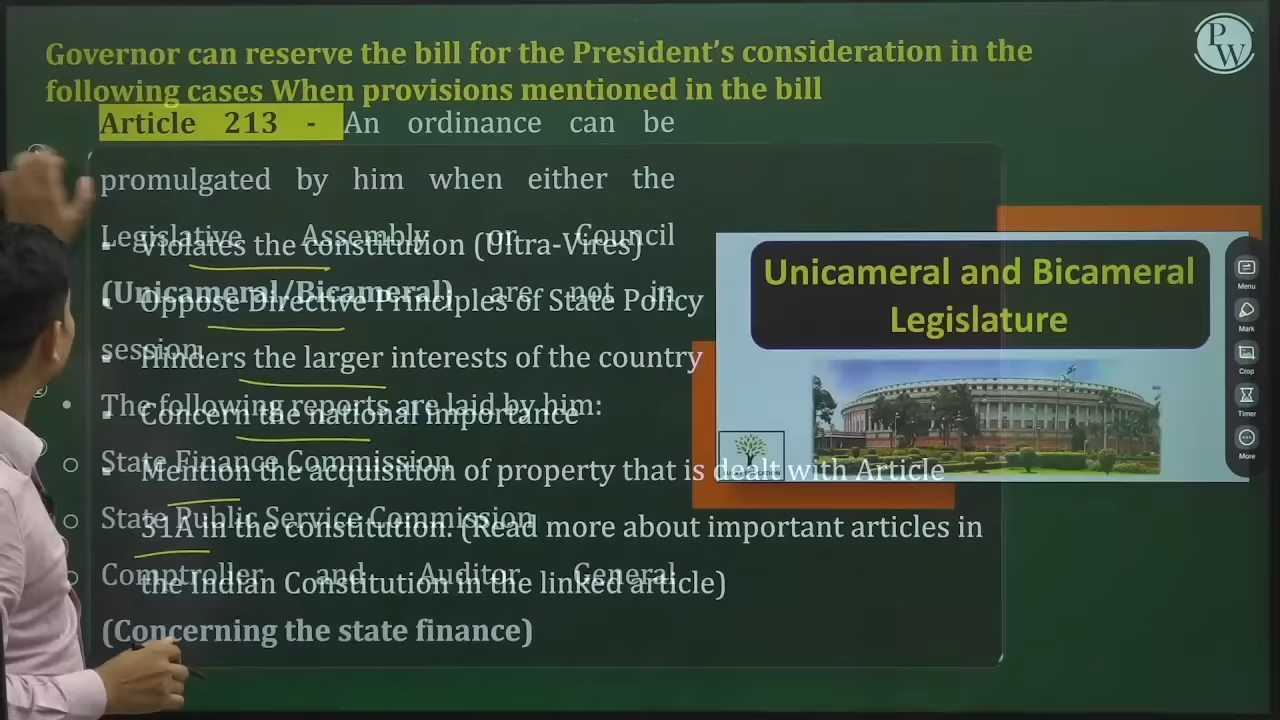 Governor can reserve the bill for the President's consideration in the
following cases When provisions mentioned in the bill
Article 213 - An ordinance can be
promulgated by him when either the
Legislative Assembly or Council
(Unicameral/Bicameral) are not in
session.
• The following reports are laid by him:
State Finance Commission
State Public Service Commission
Comptroller and Auditor General
(Concerning the state finance)
▪ Violates the constitution (Ultra-Vires)
▪ Oppose Directive Principles of State Policy
▪ Hinders the larger interests of the country
▪ Concern the national importance
▪ Mention the acquisition of property that is dealt with Article
31A in the constitution. (Read more about important articles in
the Indian Constitution in the linked article)
Unicameral and Bicameral
Legislature
PW
Menu
Mark
Crop
Timer
More